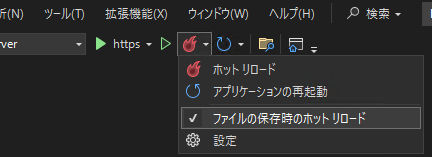 析(N) ツール(T) 拡張機能(X) ウィンドウ(W) ヘルプ(H) 検索
rver https
ホット リロード
アプリケーションの再起動
ファイルの保存時のホット リロード
設定